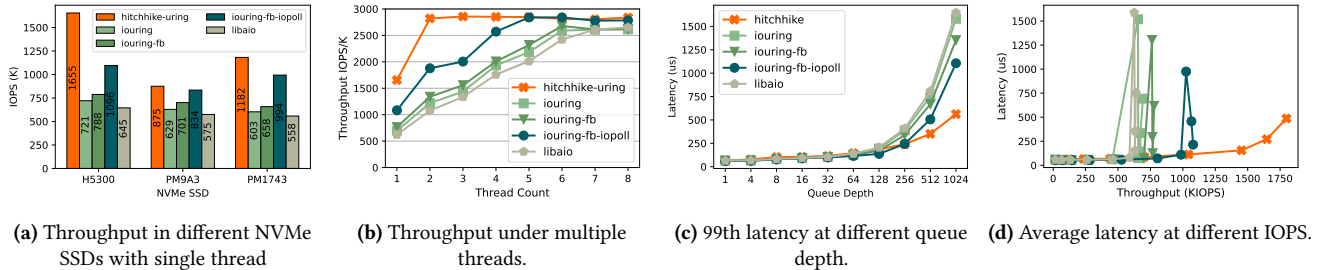 IOPS (K)
1500
1250
1000
750
500
250
0
hitchhike-uring
iouring
iouring-fb
iouring-fb-iopoll
libaio
1655
721
788
1096
645
875
629
701
834
575
1182
603
658
994
558
H5300
PM9A3
PM1743
NVMe SSD
(a) Throughput in different NVMe
SSDs with single thread
Throughput IOPS/K
3000
2500
2000
1500
1000
500
0
hitchhike-uring
iouring
iouring-fb
iouring-fb-iopoll
libaio
1 2 3 4 5 6 7 8
Thread Count
(b) Throughput under multiple
threads.
Latency (us)
1500
1250
1000
750
500
250
0
hitchhike
iouring
iouring-fb
iouring-fb-iopoll
libaio
1 4 8 16 32 64 128 256 512 1024
Queue Depth
(c) 99th latency at different queue
depth.
Latency (us)
1500
1250
1000
750
500
250
0
0 250 500 750 1000 1250 1500 1750
Throughput (KIOPS)
(d) Average latency at different IOPS.